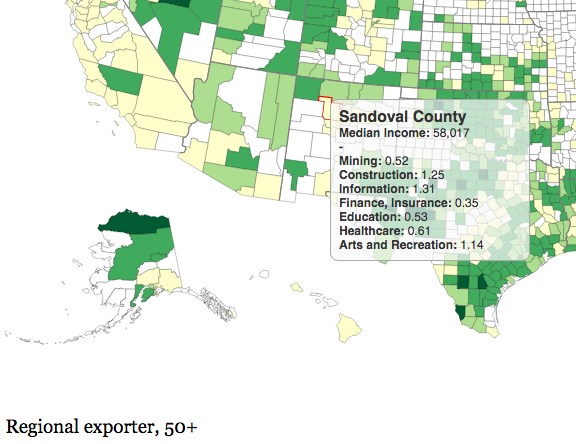 Sandoval County
Median Income: 58,017
-
Mining: 0.52
Construction: 1.25
Information: 1.31
Finance, Insurance: 0.35
Education: 0.53
Healthcare: 0.61
Arts and Recreation: 1.14
Regional exporter, 50+